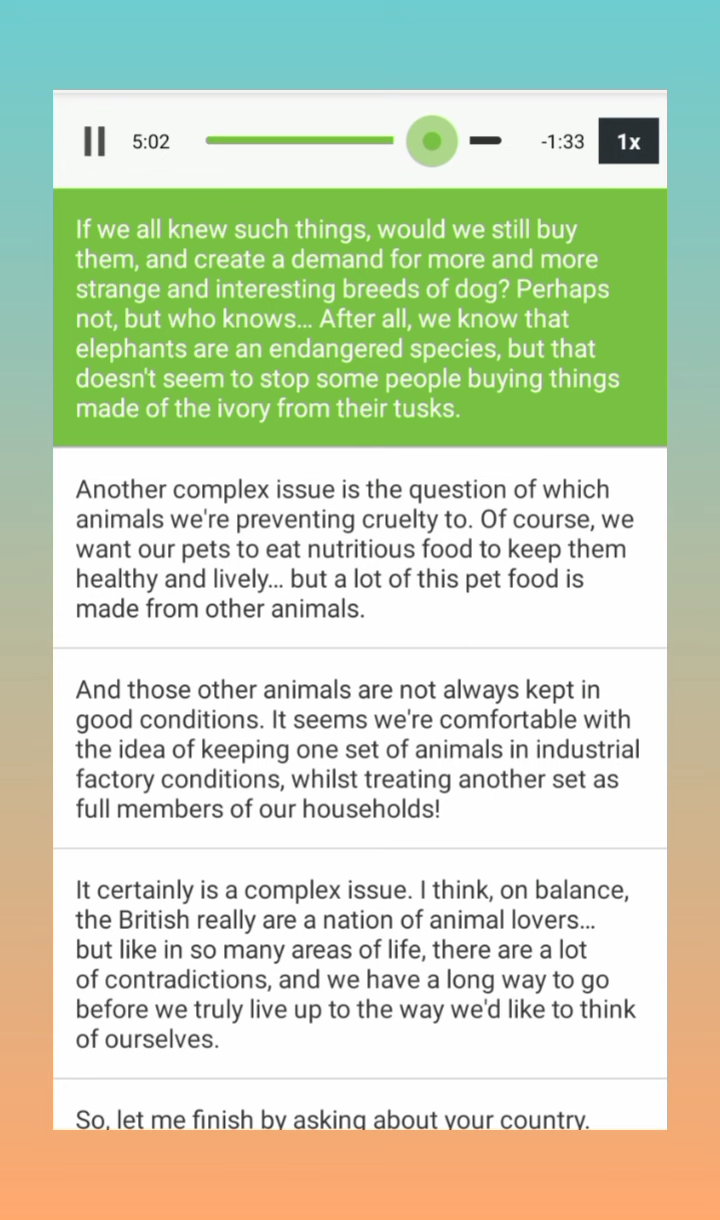 5:02
-1:33
1x
If we all knew such things, would we still buy
them, and create a demand for more and more
strange and interesting breeds of dog? Perhaps
not, but who knows... After all, we know that
elephants are an endangered species, but that
doesn't seem to stop some people buying things
made of the ivory from their tusks.
Another complex issue is the question of which
animals we're preventing cruelty to. Of course, we
want our pets to eat nutritious food to keep them
healthy and lively... but a lot of this pet food is
made from other animals.
And those other animals are not always kept in
good conditions. It seems we're comfortable with
the idea of keeping one set of animals in industrial
factory conditions, whilst treating another set as
full members of our households!
It certainly is a complex issue. I think, on balance,
the British really are a nation of animal lovers...
but like in so many areas of life, there are a lot
of contradictions, and we have a long way to go
before we truly live up to the way we'd like to think
of ourselves.
So, let me finish by asking about your country.